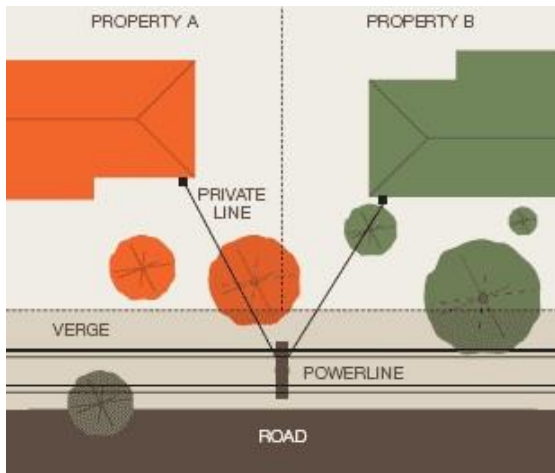 PROPERTY A
PROPERTY B
PRIVATE
LINE
VERGE
POWERLINE
ROAD